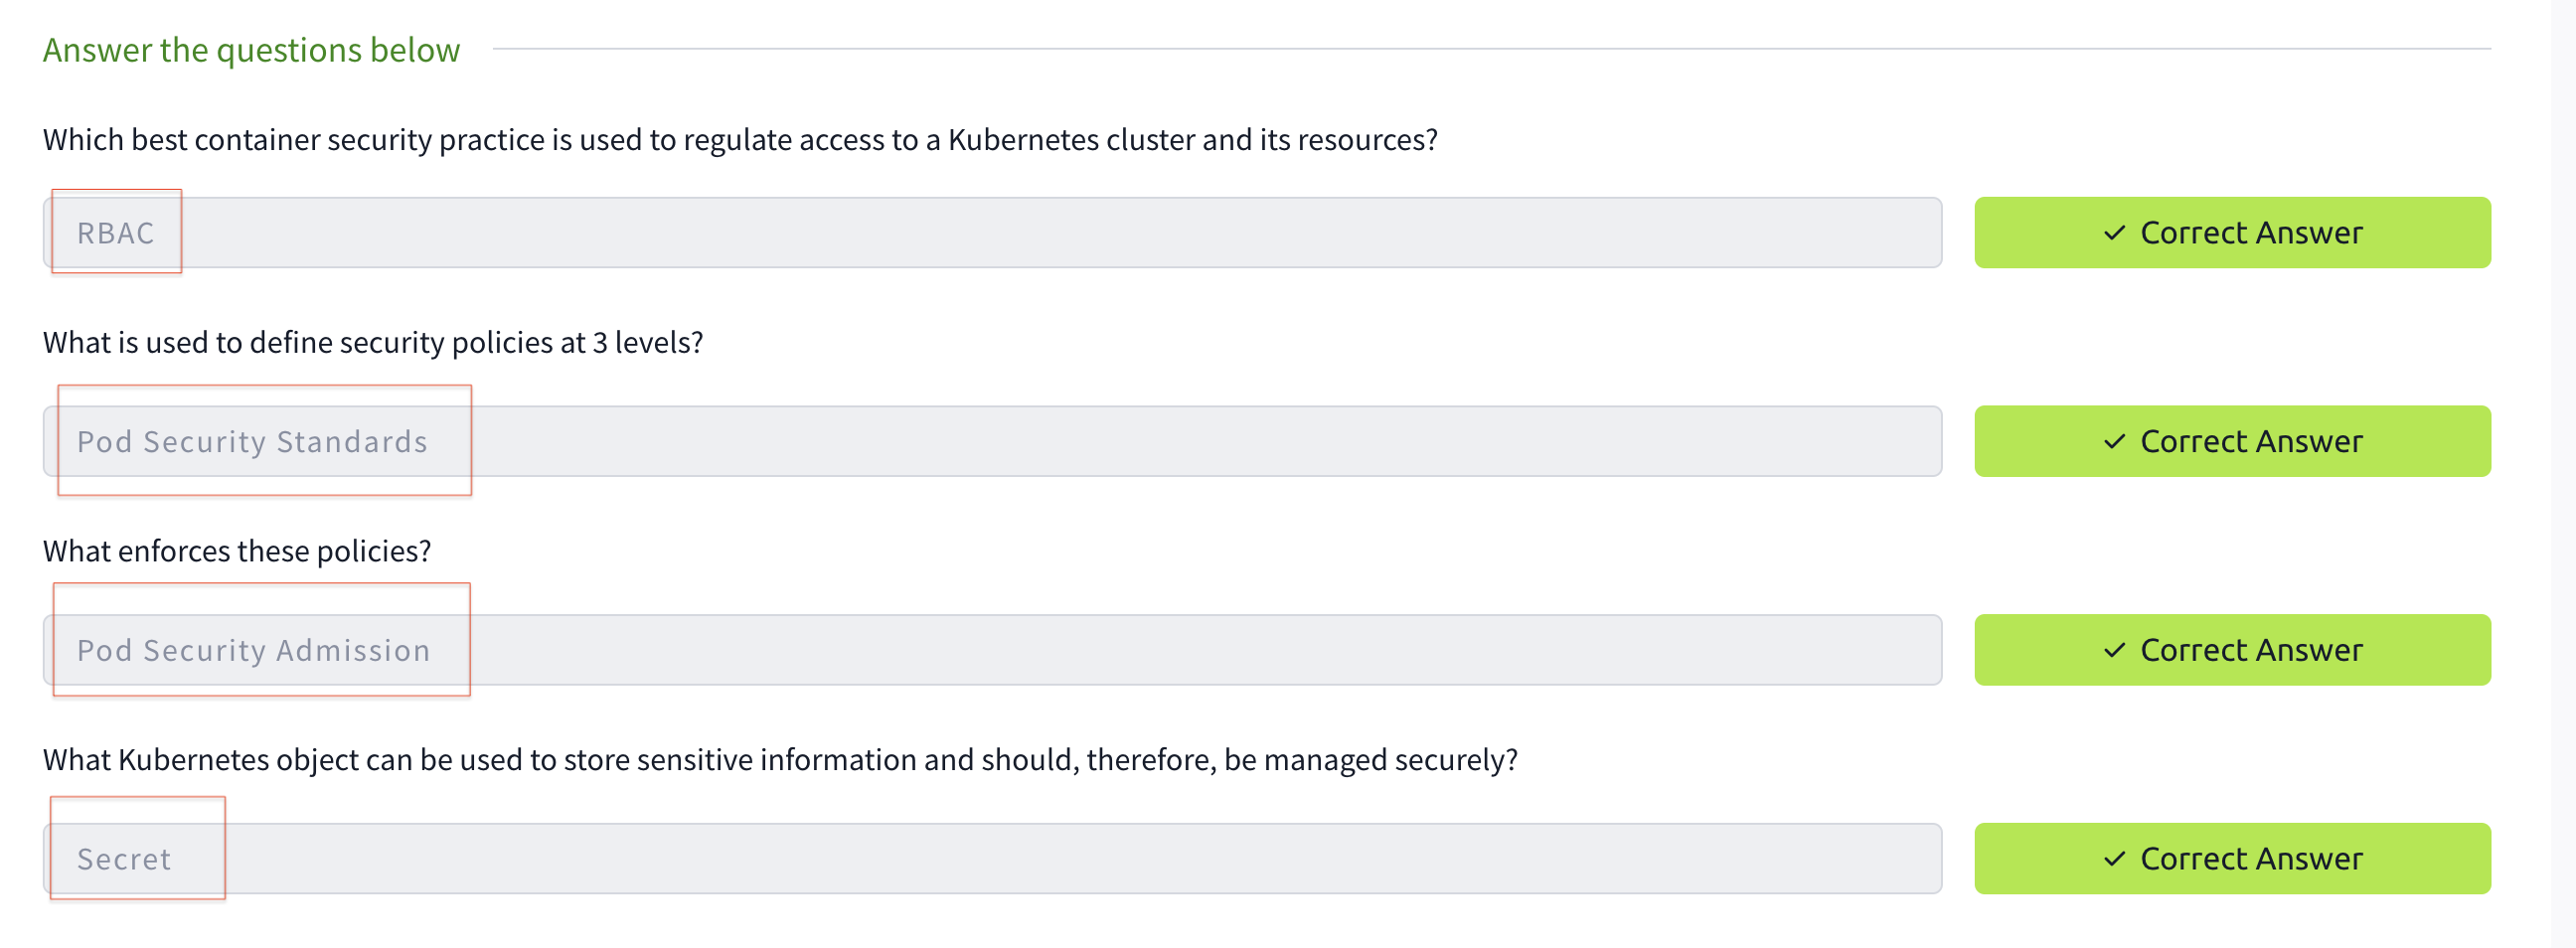 Answer the questions below
Which best container security practice is used to regulate access to a Kubernetes cluster and its resources?
RBAC
✓ Correct Answer
What is used to define security policies at 3 levels?
Pod Security Standards
✓ Correct Answer
What enforces these policies?
Pod Security Admission
✓ Correct Answer
What Kubernetes object can be used to store sensitive information and should, therefore, be managed securely?
Secret
✓ Correct Answer